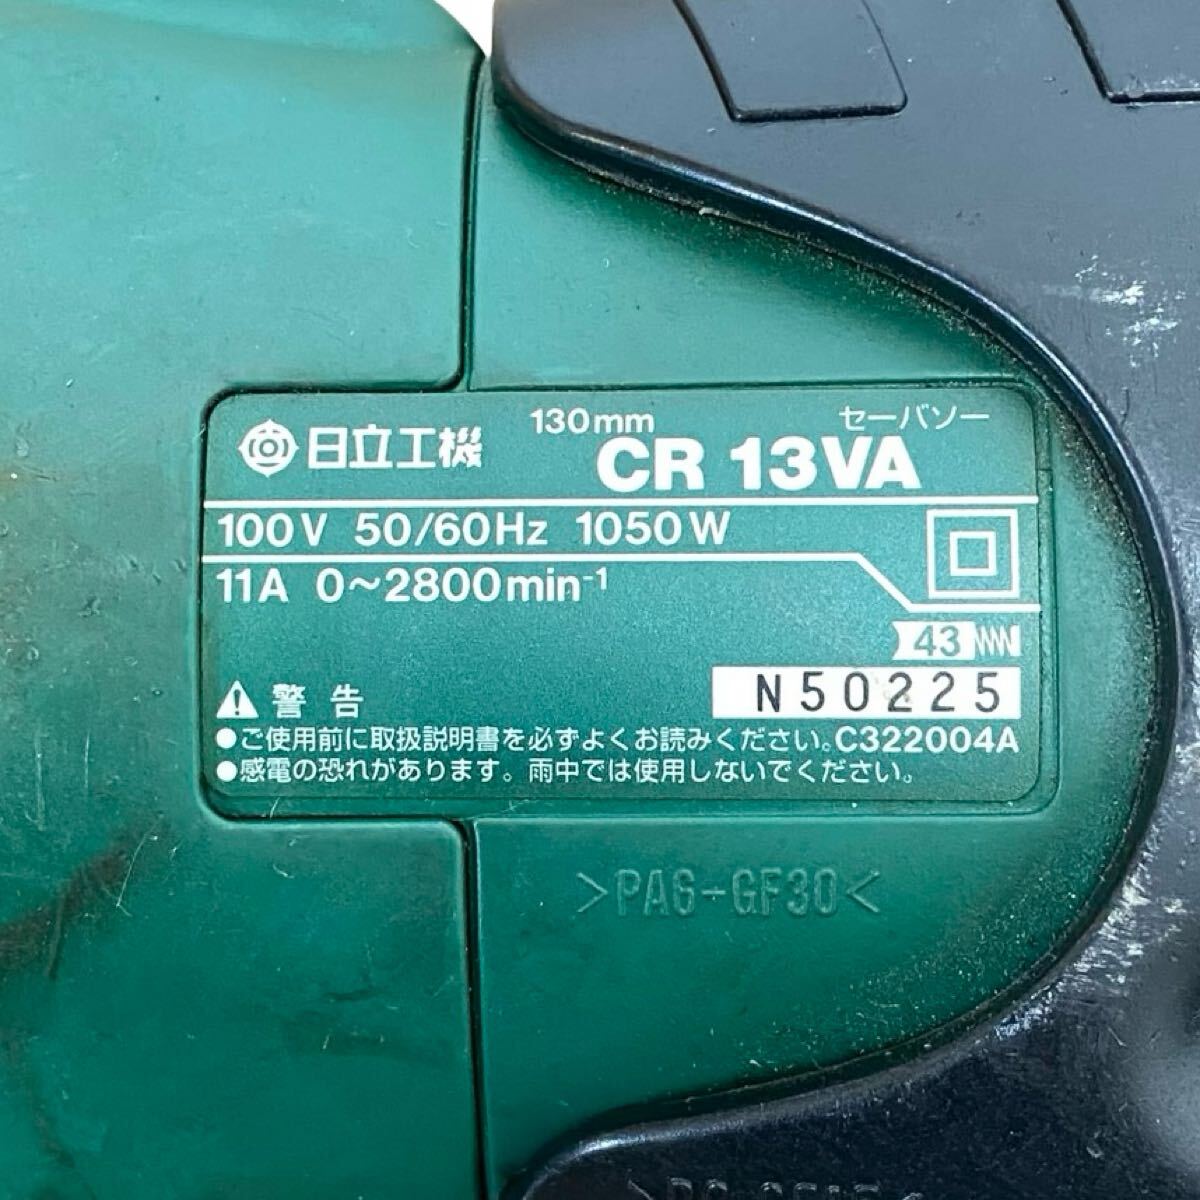 日立工機 130mm セーバソー
CR 13VA
100V 50/60Hz 1050W
11A 0～2800min⁻¹
43
N50225
⚠警告
●ご使用前に取扱説明書を必ずよくお読みください。C322004A
●感電の恐れがあります。雨中では使用しないでください。
>PA6-GF30<